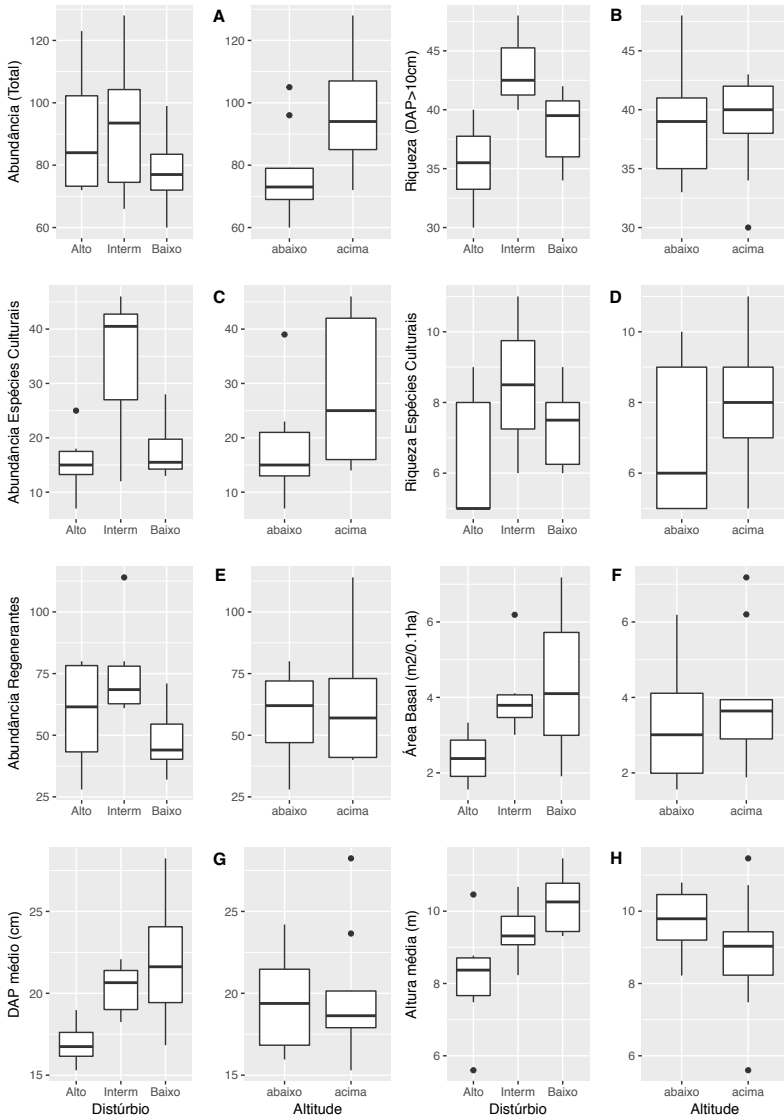 A
Abundância (Total)
120
100
80
60
Alto Interm Baixo
120
100
80
60
abaixo acima
B
Riqueza (DAP>10cm)
45
40
35
30
Alto Interm Baixo
45
40
35
30
abaixo acima
C
Abundância Espécies Culturais
40
30
20
10
Alto Interm Baixo
40
30
20
10
abaixo acima
D
Riqueza Espécies Culturais
10
8
6
Alto Interm Baixo
10
8
6
abaixo acima
E
Abundância Regenerantes
100
75
50
25
Alto Interm Baixo
100
75
50
25
abaixo acima
F
Área Basal (m2/0.1ha)
6
4
2
Alto Interm Baixo
6
4
2
abaixo acima
G
DAP médio (cm)
25
20
15
Alto Interm Baixo
Distúrbio
25
20
15
abaixo acima
Altitude
H
Altura média (m)
10
8
6
Alto Interm Baixo
Distúrbio
10
8
6
abaixo acima
Altitude